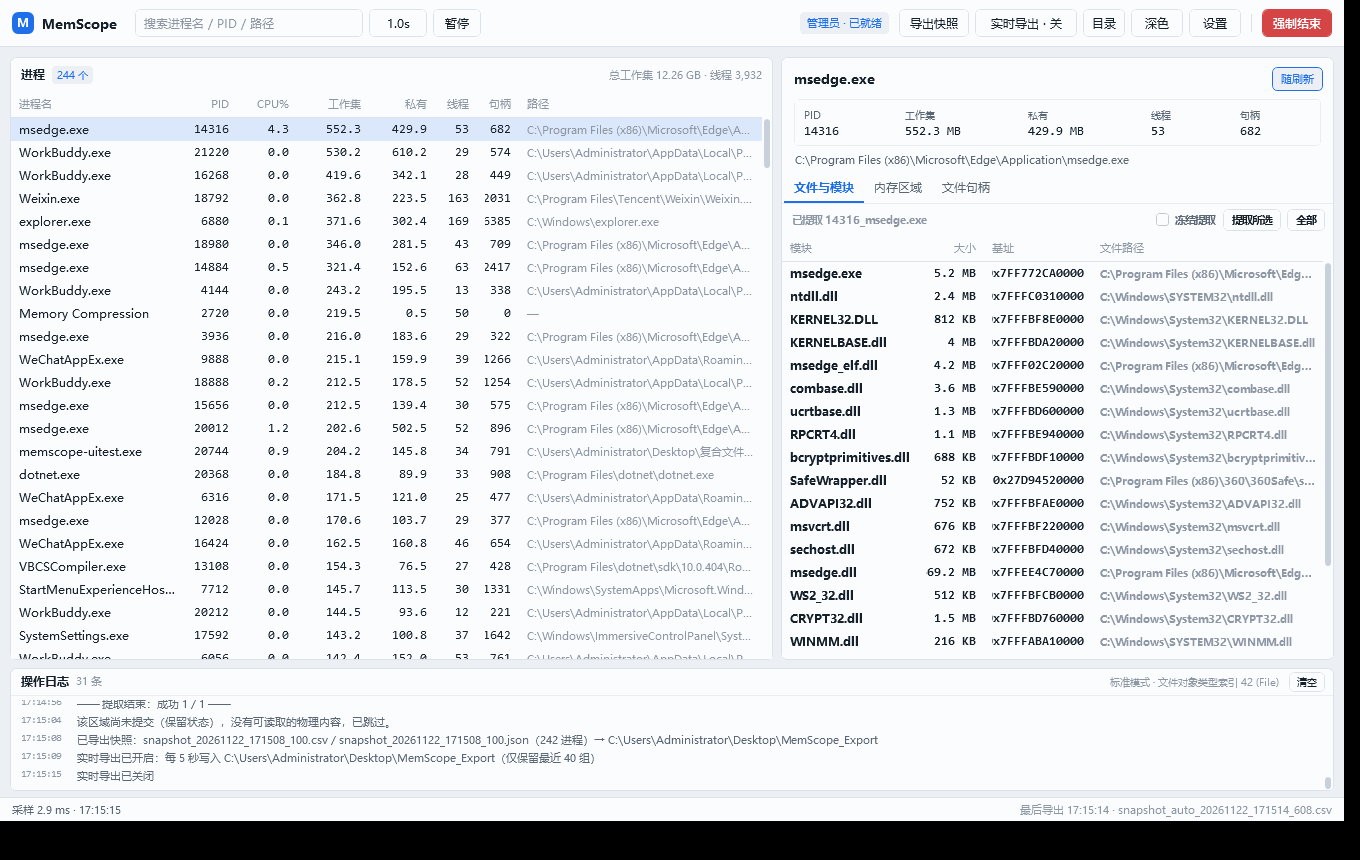 M MemScope 搜索进程名 / PID / 路径 1.0s 暂停 管理员 · 已就绪 导出快照 实时导出 · 关 目录 深色 设置 强制结束
进程 244 个 总工作集 12.26 GB · 线程 3,932
进程名 PID CPU% 工作集 私有 线程 句柄 路径
msedge.exe 14316 4.3 552.3 429.9 53 682 C:\Program Files (x86)\Microsoft\Edge\A...
WorkBuddy.exe 21220 0.0 530.2 610.2 29 574 C:\Users\Administrator\AppData\Local\P...
WorkBuddy.exe 16268 0.0 419.6 342.1 28 449 C:\Users\Administrator\AppData\Local\P...
Weixin.exe 18792 0.0 362.8 223.5 163 2031 C:\Program Files\Tencent\Weixin\Weixin....
explorer.exe 6880 0.1 371.6 302.4 169 5385 C:\Windows\explorer.exe
msedge.exe 18980 0.0 346.0 281.5 43 709 C:\Program Files (x86)\Microsoft\Edge\A...
msedge.exe 14884 0.5 321.4 152.6 63 2417 C:\Program Files (x86)\Microsoft\Edge\A...
WorkBuddy.exe 4144 0.0 243.2 195.5 13 338 C:\Users\Administrator\AppData\Local\P...
Memory Compression 2720 0.0 219.5 0.5 50 0 —
msedge.exe 3936 0.0 216.0 183.6 29 322 C:\Program Files (x86)\Microsoft\Edge\A...
WeChatAppEx.exe 9888 0.0 215.1 159.9 39 1266 C:\Users\Administrator\AppData\Roamin...
WorkBuddy.exe 18888 0.2 212.5 178.5 52 1254 C:\Users\Administrator\AppData\Local\P...
msedge.exe 15656 0.0 212.5 139.4 30 575 C:\Program Files (x86)\Microsoft\Edge\A...
msedge.exe 20012 1.2 202.6 502.5 52 896 C:\Program Files (x86)\Microsoft\Edge\A...
memscope-uitest.exe 20744 0.9 204.2 145.8 34 791 C:\Users\Administrator\Desktop\复合文件...
dotnet.exe 20368 0.0 184.8 89.9 33 908 C:\Program Files\dotnet\dotnet.exe
WeChatAppEx.exe 6316 0.0 171.5 121.0 25 477 C:\Users\Administrator\AppData\Roamin...
msedge.exe 12028 0.0 170.6 103.7 29 377 C:\Program Files (x86)\Microsoft\Edge\A...
WeChatAppEx.exe 16424 0.0 162.5 160.8 46 654 C:\Users\Administrator\AppData\Roamin...
VBCSCompiler.exe 13108 0.0 154.3 76.5 27 428 C:\Program Files\dotnet\sdk\10.0.404\Ro...
StartMenuExperienceHos... 7712 0.0 145.7 113.5 30 1331 C:\Windows\SystemApps\Microsoft.Wind...
WorkBuddy.exe 20212 0.0 144.5 93.6 12 221 C:\Users\Administrator\AppData\Local\P...
SystemSettings.exe 17592 0.0 143.2 100.8 37 1642 C:\Windows\ImmersiveControlPanel\Syst...
WorkBuddy.exe 6056 0.0 142.4 152.0 53 761 C:\Users\Administrator\AppData\Local\P...
msedge.exe 随刷新
PID 工作集 私有 线程 句柄
14316 552.3 MB 429.9 MB 53 682
C:\Program Files (x86)\Microsoft\Edge\Application\msedge.exe
文件与模块 内存区域 文件句柄
已提取 14316_msedge.exe 冻结提取 提取所选 全部
模块 大小 基址 文件路径
msedge.exe 5.2 MB x7FF772CA0000 C:\Program Files (x86)\Microsoft\Edg...
ntdll.dll 2.4 MB x7FFFC0310000 C:\Windows\SYSTEM32\ntdll.dll
KERNEL32.DLL 812 KB x7FFFBF8E0000 C:\Windows\System32\KERNEL32.DLL
KERNELBASE.dll 4 MB x7FFFBDA20000 C:\Windows\System32\KERNELBASE.dll
msedge_elf.dll 4.2 MB x7FFF02C20000 C:\Program Files (x86)\Microsoft\Edg...
combase.dll 3.6 MB x7FFFBE590000 C:\Windows\System32\combase.dll
ucrtbase.dll 1.3 MB x7FFFBD600000 C:\Windows\System32\ucrtbase.dll
RPCRT4.dll 1.1 MB x7FFFBE940000 C:\Windows\System32\RPCRT4.dll
bcryptprimitives.dll 688 KB x7FFFBDF10000 C:\Windows\System32\bcryptprimitiv...
SafeWrapper.dll 52 KB 0x27D94520000 C:\Program Files (x86)\360\360Safe\s...
ADVAPI32.dll 752 KB x7FFFBFAE0000 C:\Windows\System32\ADVAPI32.dll
msvcrt.dll 676 KB x7FFFBF220000 C:\Windows\System32\msvcrt.dll
sechost.dll 672 KB x7FFFBFD40000 C:\Windows\System32\sechost.dll
msedge.dll 69.2 MB x7FFEE4C70000 C:\Program Files (x86)\Microsoft\Edg...
WS2_32.dll 512 KB x7FFFBFCB0000 C:\Windows\System32\WS2_32.dll
CRYPT32.dll 1.5 MB x7FFFBD760000 C:\Windows\System32\CRYPT32.dll
WINMM.dll 216 KB x7FFFABA10000 C:\Windows\SYSTEM32\WINMM.dll
操作日志 31 条 标准模式 · 文件对象类型索引 42 (File) 清空
17:14:56 —— 提取结束：成功 1 / 1 ——
17:15:04 该区域尚未提交（保留状态），没有可读取的物理内容，已跳过。
17:15:08 已导出快照：snapshot_20261122_171508_100.csv / snapshot_20261122_171508_100.json（242 进程）→ C:\Users\Administrator\Desktop\MemScope_Export
17:15:09 实时导出已开启：每 5 秒写入 C:\Users\Administrator\Desktop\MemScope_Export（仅保留最近 40 组）
17:15:15 实时导出已关闭
采样 2.9 ms · 17:15:15 最后导出 17:15:14 · snapshot_auto_20261122_171514_608.csv